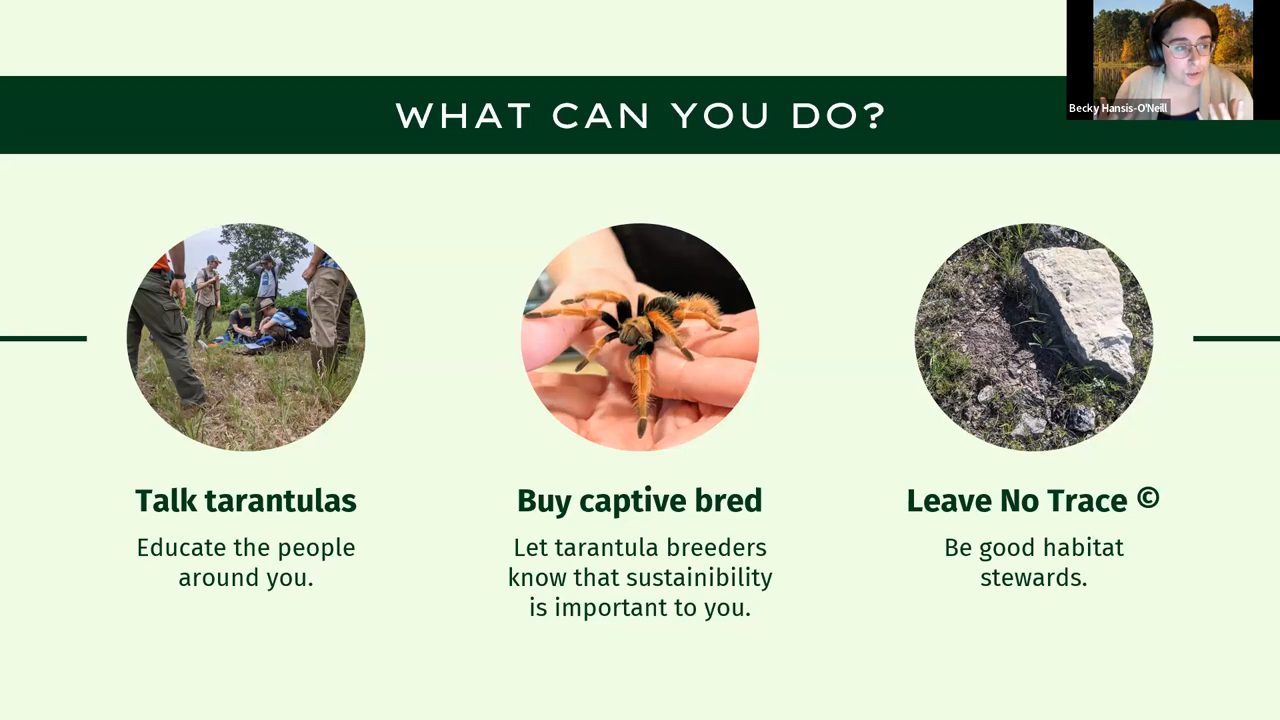 WHAT CAN YOU DO?
Becky Hansis-O'Neill
Talk tarantulas
Educate the people
around you.
Buy captive bred
Let tarantula breeders
know that sustainibility
is important to you.
Leave No Trace ©
Be good habitat
stewards.